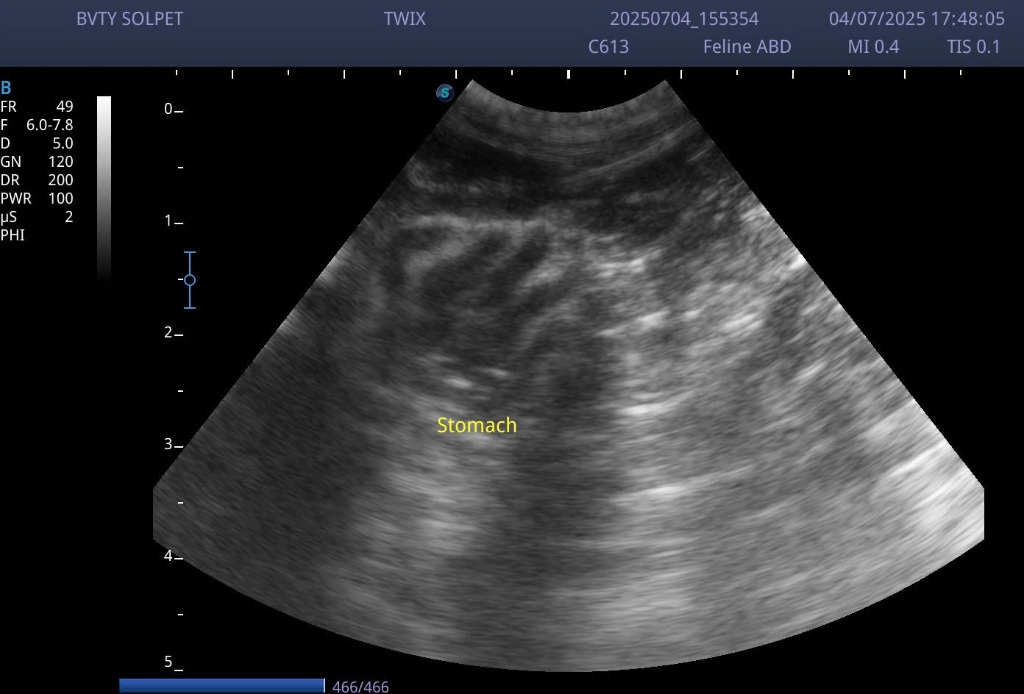 BVTY SOLPET TWIX 20250704_155354 04/07/2025 17:48:05
C613 Feline ABD MI 0.4 TIS 0.1
S
B
FR 49
F 6.0-7.8
D 5.0
GN 120
DR 200
PWR 100
µS 2
PHI
0
1
2
3
4
5
Stomach
466/466